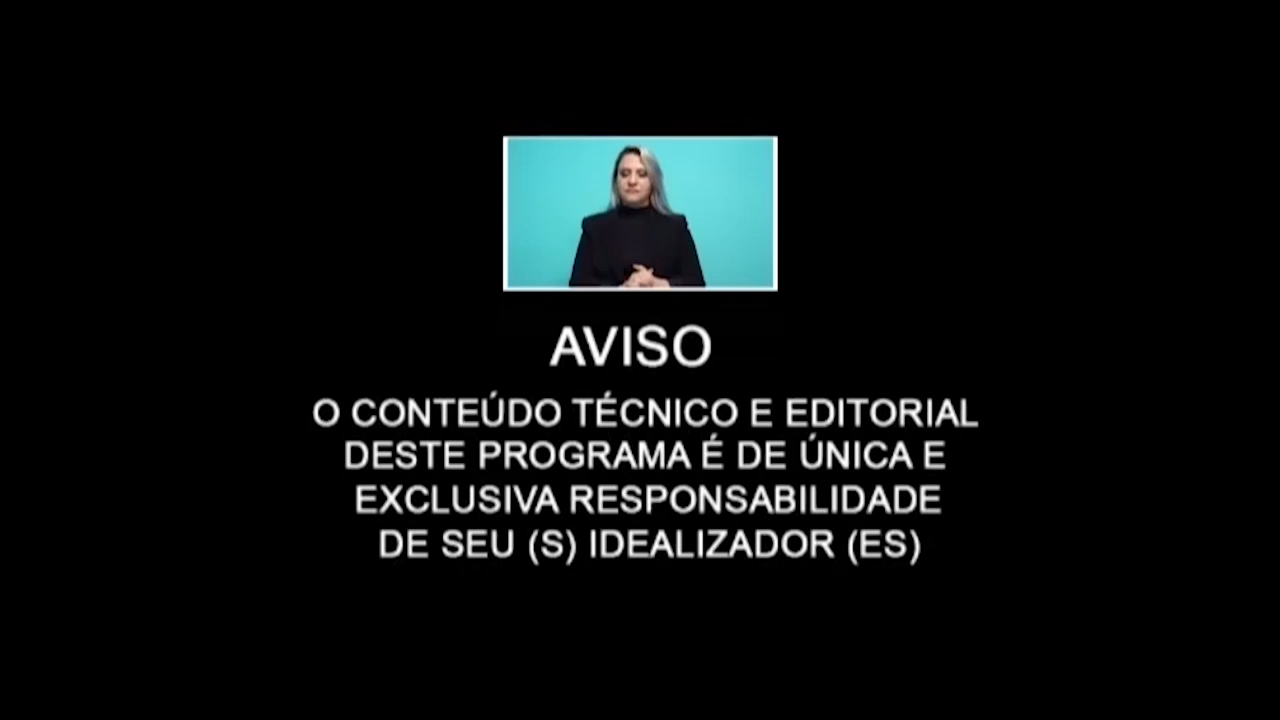 AVISO
O CONTEÚDO TÉCNICO E EDITORIAL
DESTE PROGRAMA É DE ÚNICA E
EXCLUSIVA RESPONSABILIDADE
DE SEU (S) IDEALIZADOR (ES)